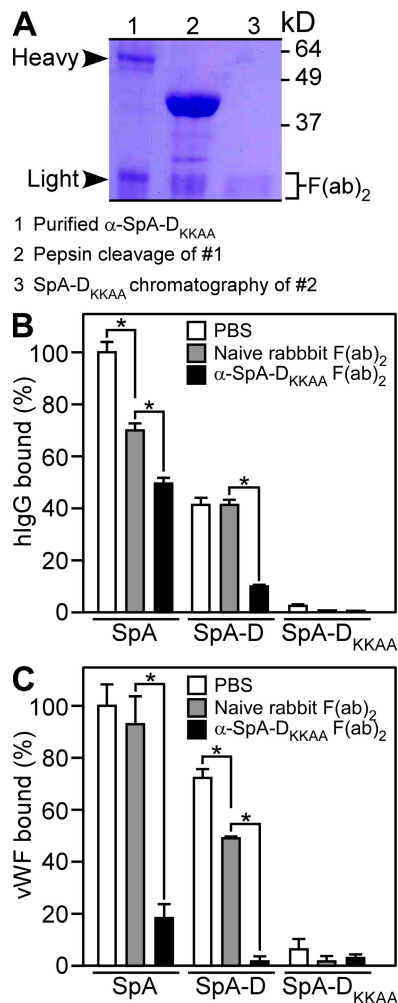 A 1 2 3 kD
Heavy 64
49
37
Light F(ab)2
1 Purified α-SpA-DKKAA
2 Pepsin cleavage of #1
3 SpA-DKKAA chromatography of #2
B
PBS
Naive rabbbit F(ab)2
α-SpA-DKKAA F(ab)2
hIgG bound (%)
100
80
60
40
20
0
* * *
SpA SpA-D SpA-DKKAA
C
PBS
Naive rabbit F(ab)2
α-SpA-DKKAA F(ab)2
vWF bound (%)
100
80
60
40
20
0
* * *
SpA SpA-D SpA-DKKAA